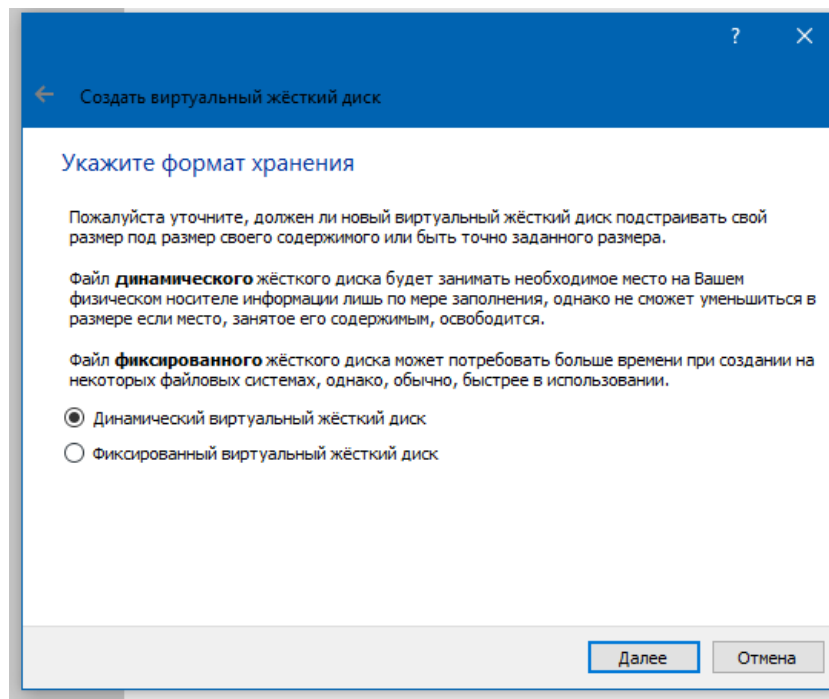 ?
Создать виртуальный жёсткий диск
Укажите формат хранения
Пожалуйста уточните, должен ли новый виртуальный жёсткий диск подстраивать свой
размер под размер своего содержимого или быть точно заданного размера.
Файл динамического жёсткого диска будет занимать необходимое место на Вашем
физическом носителе информации лишь по мере заполнения, однако не сможет уменьшиться в
размере если место, занятое его содержимым, освободится.
Файл фиксированного жёсткого диска может потребовать больше времени при создании на
некоторых файловых системах, однако, обычно, быстрее в использовании.
Динамический виртуальный жёсткий диск
Фиксированный виртуальный жёсткий диск
Далее Отмена